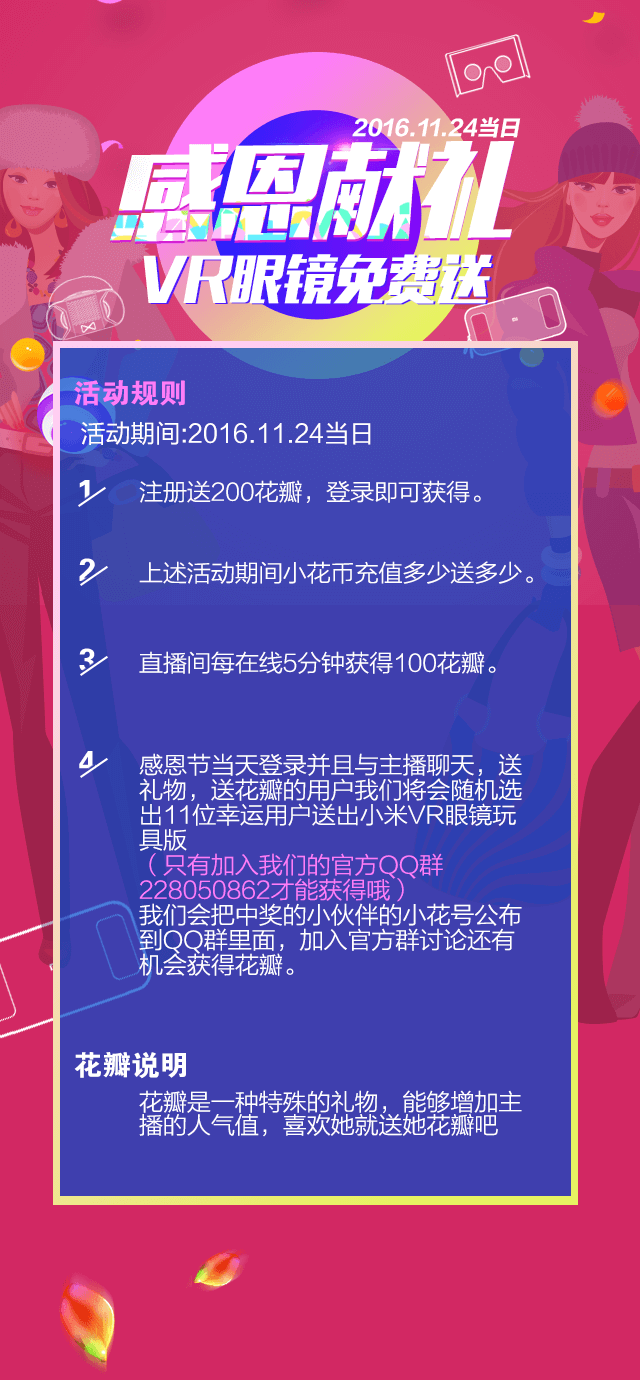 2016.11.24当日
感恩献礼
VR眼镜免费送
活动规则
活动期间:2016.11.24当日
1 注册送200花瓣，登录即可获得。
2 上述活动期间小花币充值多少送多少。
3 直播间每在线5分钟获得100花瓣。
4 感恩节当天登录并且与主播聊天，送
礼物，送花瓣的用户我们将会随机选
出11位幸运用户送出小米VR眼镜玩
具版
（只有加入我们的官方QQ群
228050862才能获得哦）
我们会把中奖的小伙伴的小花号公布
到QQ群里面，加入官方群讨论还有
机会获得花瓣。
花瓣说明
花瓣是一种特殊的礼物，能够增加主
播的人气值，喜欢她就送她花瓣吧